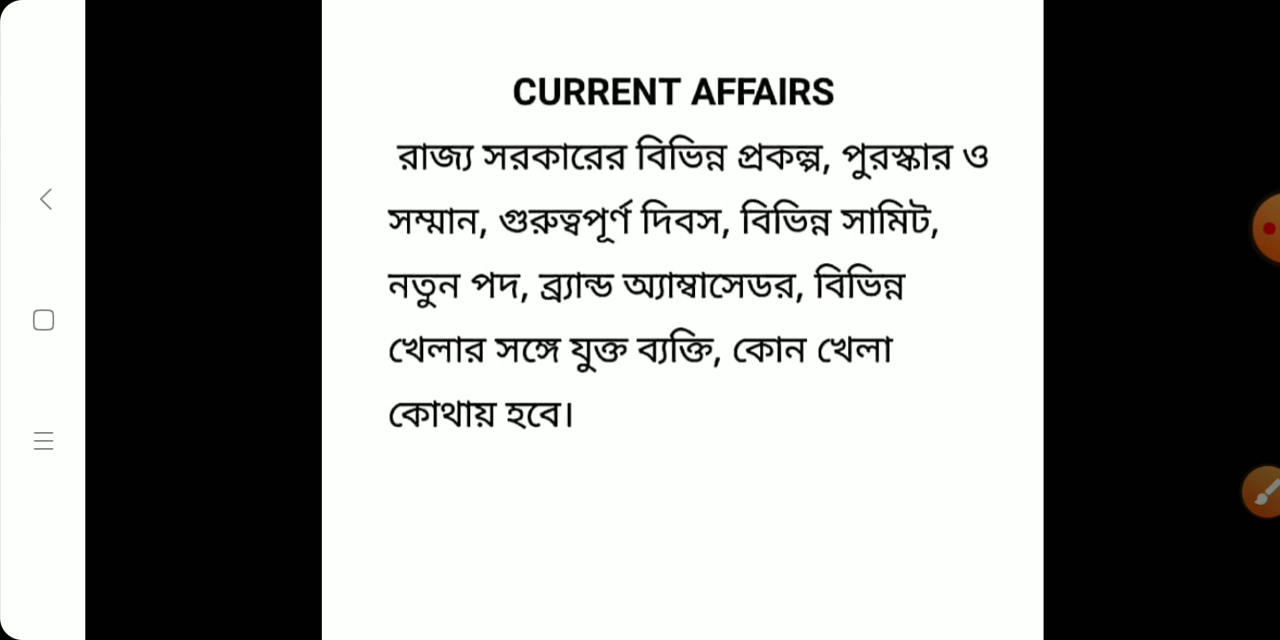 CURRENT AFFAIRS
রাজ্য সরকারের বিভিন্ন প্রকল্প, পুরস্কার ও
সম্মান, গুরুত্বপূর্ণ দিবস, বিভিন্ন সামিট,
নতুন পদ, ব্র্যান্ড অ্যাম্বাসেডর, বিভিন্ন
খেলার সঙ্গে যুক্ত ব্যক্তি, কোন খেলা
কোথায় হবে।